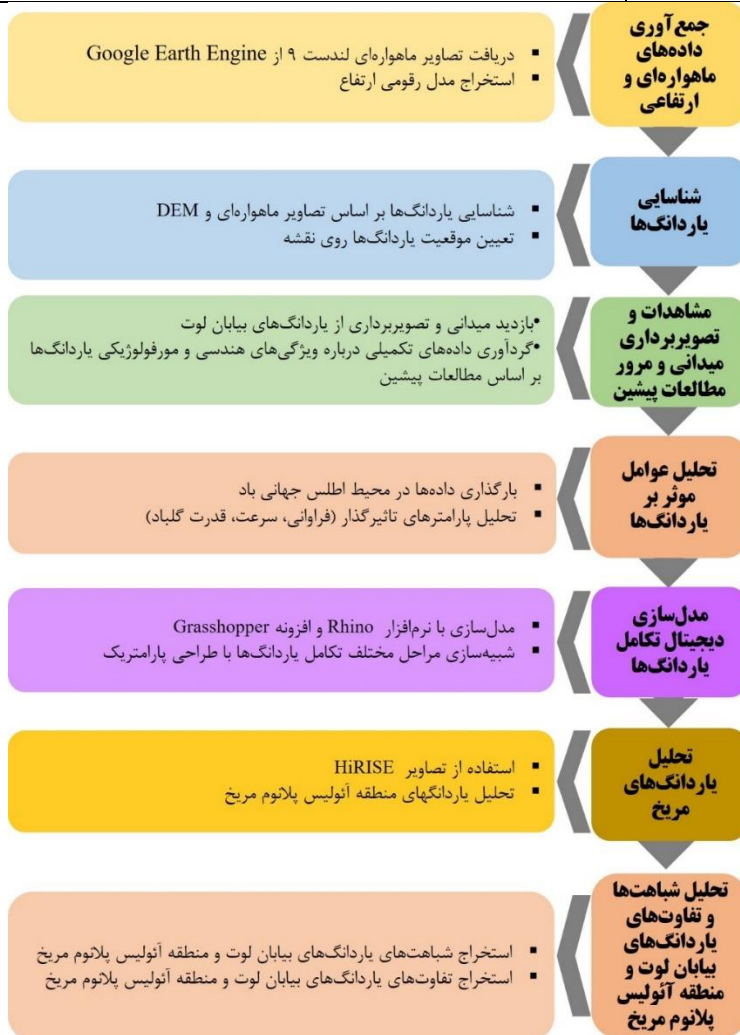 جمع‌آوری
داده‌های
ماهواره‌ای و
ارتفاعی
▪ دریافت تصاویر ماهواره‌ای لندست ۹ از Google Earth Engine
▪ استخراج مدل رقومی ارتفاع
شناسایی
یاردانگ‌ها
▪ شناسایی یاردانگ‌ها بر اساس تصاویر ماهواره‌ای و DEM
▪ تعیین موقعیت یاردانگ‌ها روی نقشه
مشاهدات و
تصویربرداری
میدانی و مرور
مطالعات پیشین
•بازدید میدانی و تصویربرداری از یاردانگ‌های بیابان لوت
•گردآوری داده‌های تکمیلی درباره ویژگی‌های هندسی و مورفولوژیکی یاردانگ‌ها
بر اساس مطالعات پیشین
تحلیل عوامل
موثر بر
یاردانگ‌ها
▪ بارگذاری داده‌ها در محیط اطلس جهانی باد
▪ تحلیل پارامترهای تاثیرگذار (فراوانی، سرعت، قدرت گلباد)
مدل‌سازی
دیجیتال تکامل
یاردانگ‌ها
▪ مدل‌سازی با نرم‌افزار Rhino و افزونه Grasshopper
▪ شبیه‌سازی مراحل مختلف تکامل یاردانگ‌ها با طراحی پارامتریک
تحلیل
یاردانگ‌های
مریخ
▪ استفاده از تصاویر HiRISE
▪ تحلیل یاردانگهای منطقه آئولیس پلانوم مریخ
تحلیل شباهت‌ها
و تفاوت‌های
یاردانگ‌های
بیابان لوت و
منطقه آئولیس
پلانوم مریخ
▪ استخراج شباهت‌های یاردانگ‌های بیابان لوت و منطقه آئولیس پلانوم مریخ
▪ استخراج تفاوت‌های یاردانگ‌های بیابان لوت و منطقه آئولیس پلانوم مریخ